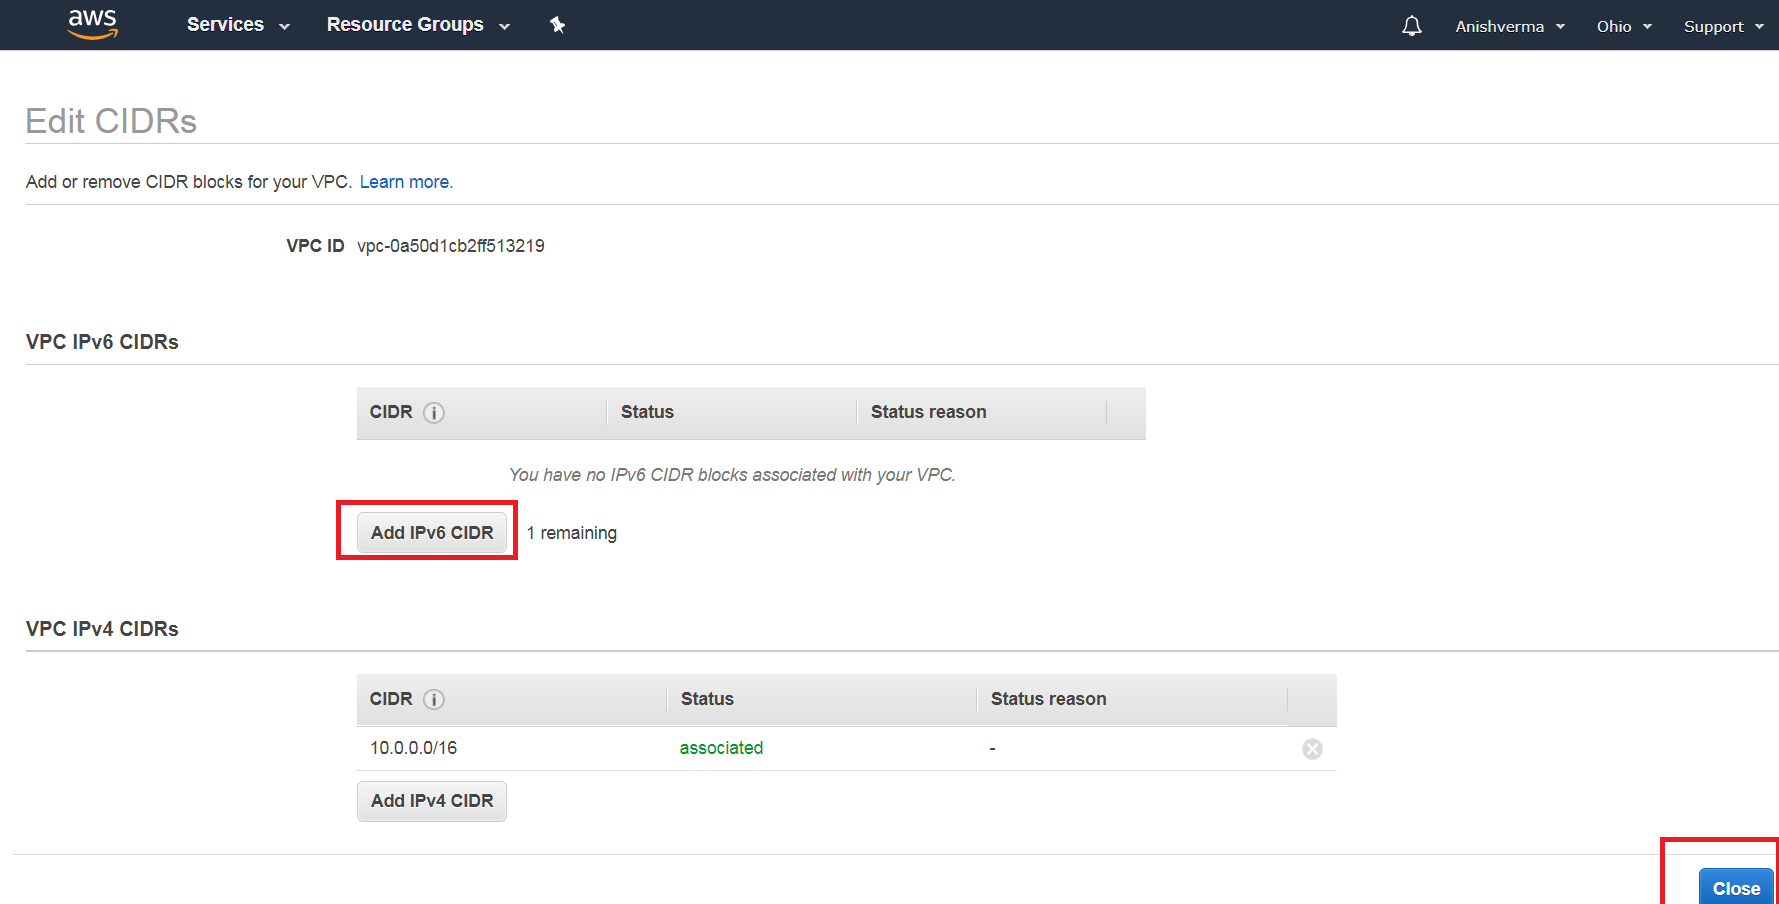 aws Services Resource Groups Anishverma Ohio Support
Edit CIDRs
Add or remove CIDR blocks for your VPC. Learn more.
VPC ID vpc-0a50d1cb2ff513219
VPC IPv6 CIDRs
CIDR i Status Status reason
You have no IPv6 CIDR blocks associated with your VPC.
Add IPv6 CIDR 1 remaining
VPC IPv4 CIDRs
CIDR i Status Status reason
10.0.0.0/16 associated -
Add IPv4 CIDR
Close